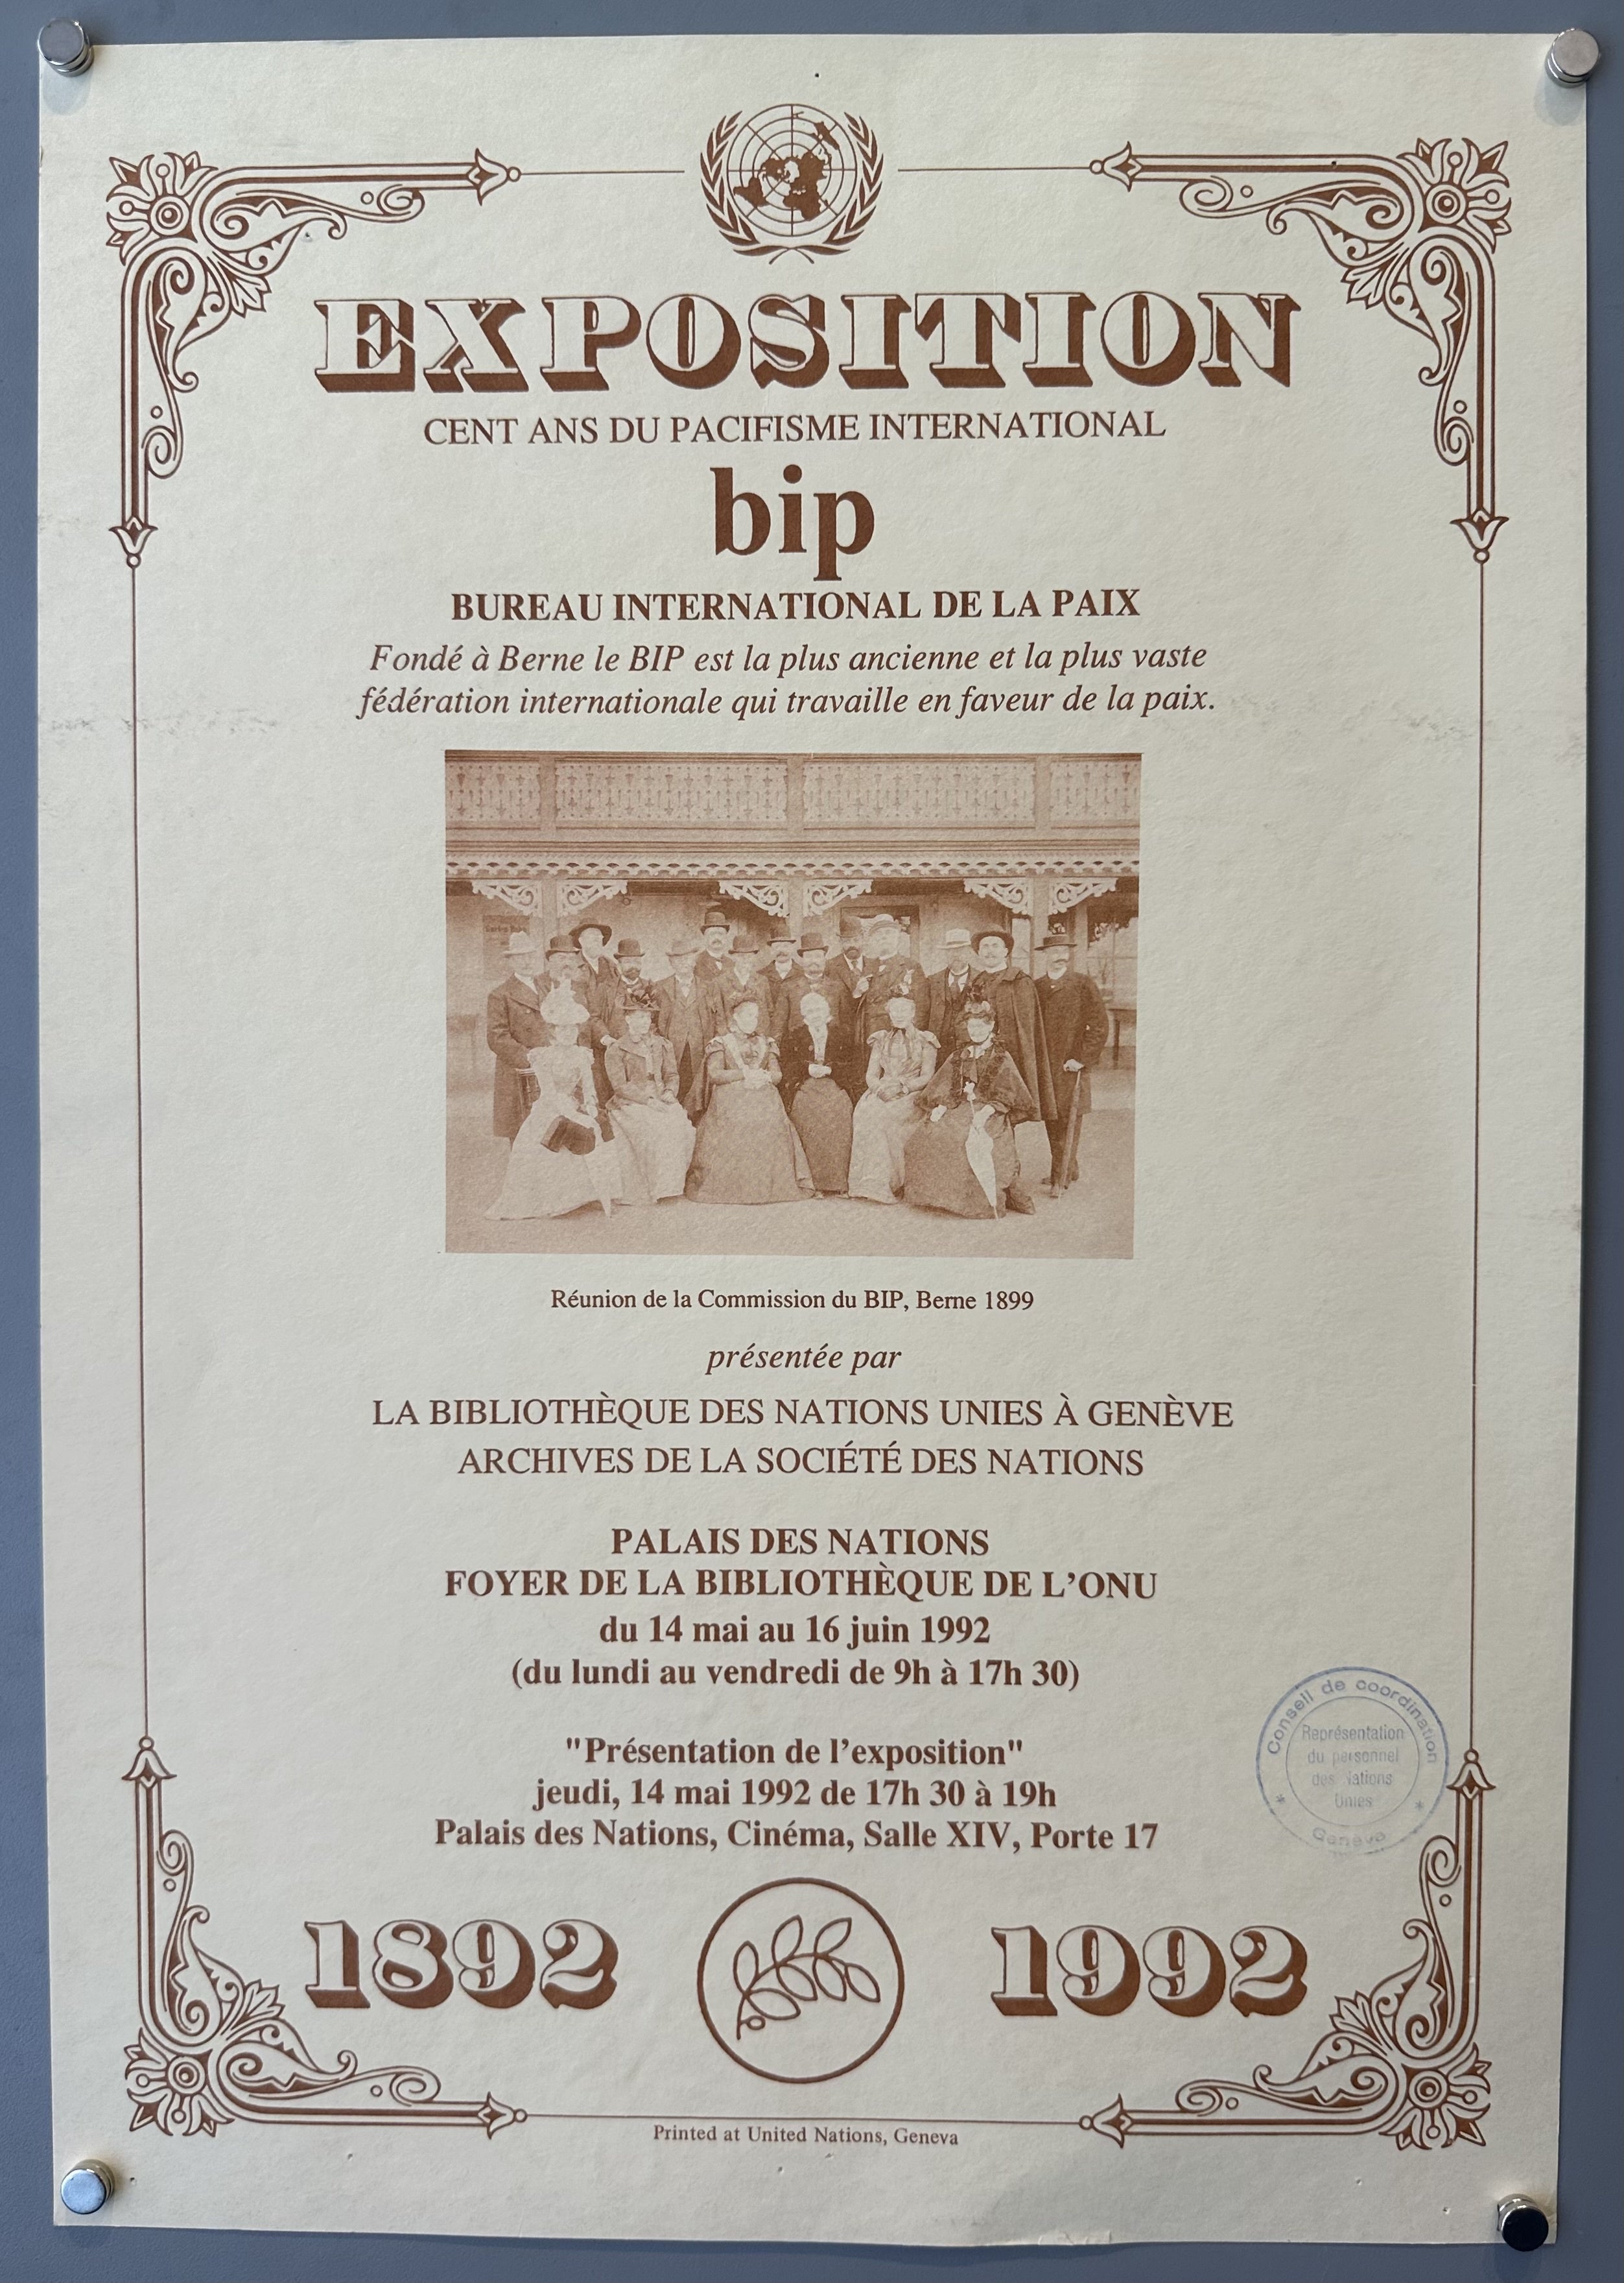 EXPOSITION
CENT ANS DU PACIFISME INTERNATIONAL
bip
BUREAU INTERNATIONAL DE LA PAIX
Fondé à Berne le BIP est la plus ancienne et la plus vaste
fédération internationale qui travaille en faveur de la paix.
Réunion de la Commission du BIP, Berne 1899
présentée par
LA BIBLIOTHÈQUE DES NATIONS UNIES À GENÈVE
ARCHIVES DE LA SOCIÉTÉ DES NATIONS
PALAIS DES NATIONS
FOYER DE LA BIBLIOTHÈQUE DE L’ONU
du 14 mai au 16 juin 1992
(du lundi au vendredi de 9h à 17h 30)
"Présentation de l’exposition"
jeudi, 14 mai 1992 de 17h 30 à 19h
Palais des Nations, Cinéma, Salle XIV, Porte 17
Conseil de coordination
Représentation
du personnel
des Nations
Unies
* Genève *
1892 1992
Printed at United Nations, Geneva